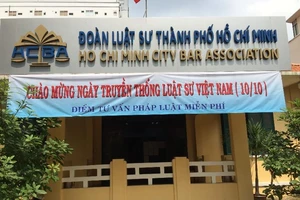 ĐOÀN LUẬT SƯ THÀNH PHỐ HỒ CHÍ MINH
HO CHI MINH CITY BAR ASSOCIATION
CHÀO MỪNG NGÀY TRUYỀN THỐNG LUẬT SƯ VIỆT NAM (10/10)
ĐIỂM TƯ VẤN PHÁP LUẬT MIỄN PHÍ